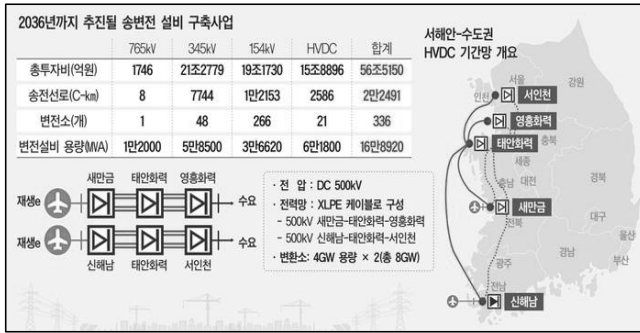 2036년까지 추진될 송변전 설비 구축사업
765kV 345kV 154kV HVDC 합계
총투자비(억원) 1746 21조2779 19조1730 15조8896 56조5150
송전선로(C-km) 8 7744 1만2153 2586 2만2491
변전소(개) 1 48 266 21 336
변전설비 용량(MVA) 1만2000 5만8500 3만6620 6만1800 16만8920
새만금 태안화력 영흥화력
재생e 수요
재생e 수요
신해남 태안화력 서인천
· 전 압 : DC 500kV
· 전력망 : XLPE 케이블로 구성
- 500kV 새만금-태안화력-영흥화력
- 500kV 신해남-태안화력-서인천
· 변환소 : 4GW 용량 × 2(총 8GW)
서해안-수도권
HVDC 기간망 개요
서울
강원
인천
서인천
영흥화력
태안화력
충북
세종
충남
대전
경북
새만금
전북
대구
울산
경남
부산
광주
전남
신해남